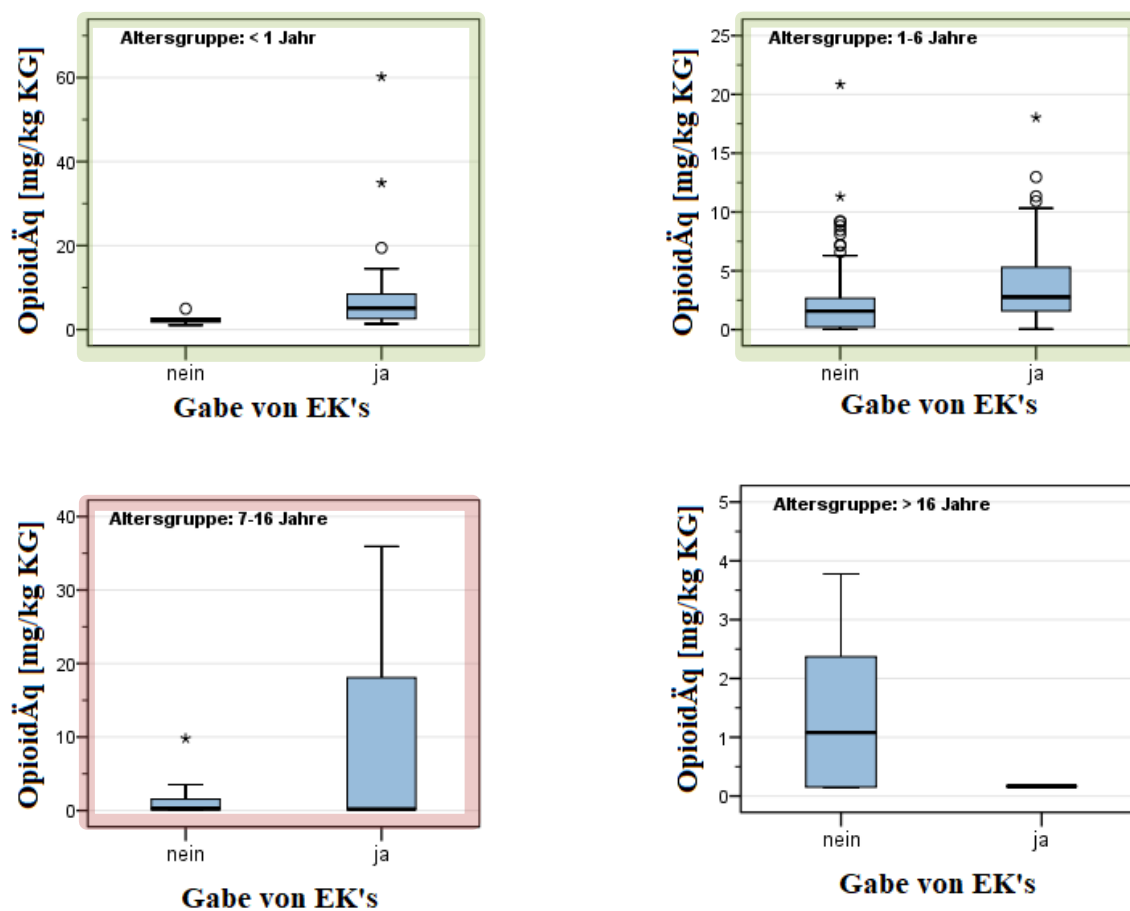 Altersgruppe: < 1 Jahr
OpioidÄq [mg/kg KG]
60
40
20
0
nein
ja
Gabe von EK's
Altersgruppe: 1-6 Jahre
OpioidÄq [mg/kg KG]
25
20
15
10
5
0
nein
ja
Gabe von EK's
Altersgruppe: 7-16 Jahre
OpioidÄq [mg/kg KG]
40
30
20
10
0
nein
ja
Gabe von EK's
Altersgruppe: > 16 Jahre
OpioidÄq [mg/kg KG]
5
4
3
2
1
0
nein
ja
Gabe von EK's